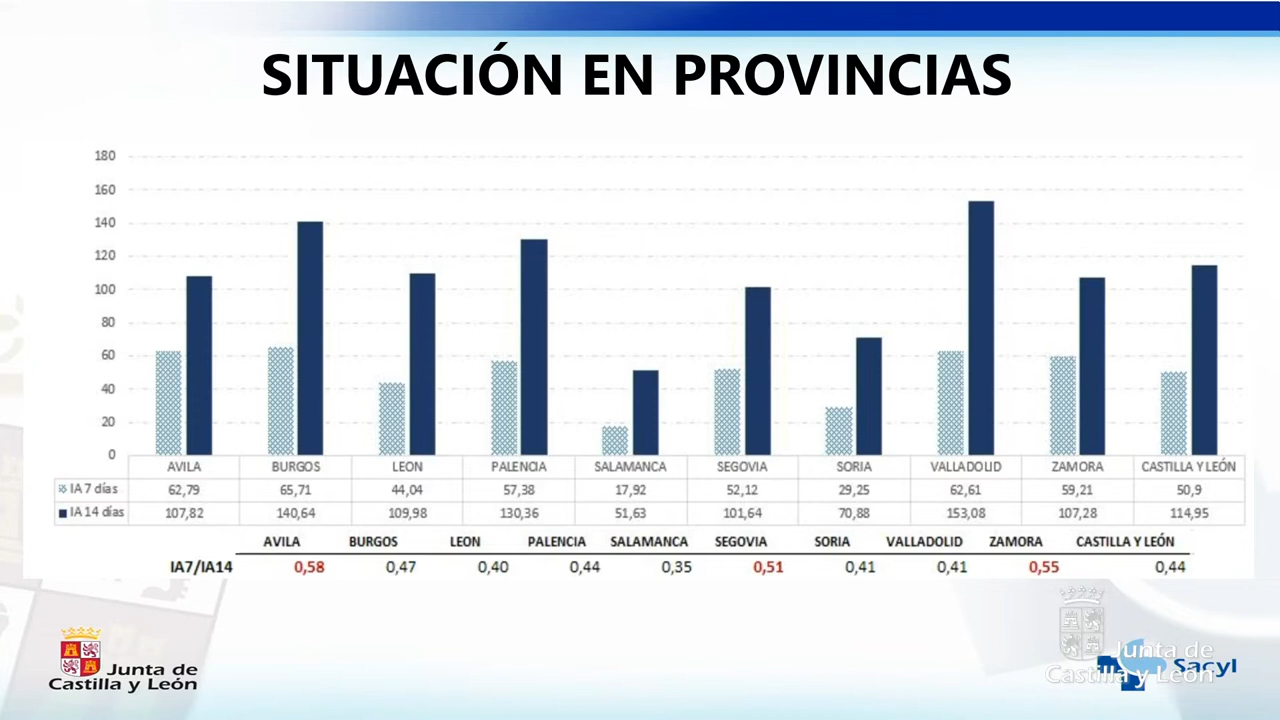 SITUACIÓN EN PROVINCIAS
180
160
140
120
100
80
60
40
20
0
AVILA BURGOS LEON PALENCIA SALAMANCA SEGOVIA SORIA VALLADOLID ZAMORA CASTILLA Y LEÓN
IA 7 días 62,79 65,71 44,04 57,38 17,92 52,12 29,25 62,61 59,21 50,9
IA 14 días 107,82 140,64 109,98 130,36 51,63 101,64 70,88 153,08 107,28 114,95
AVILA BURGOS LEON PALENCIA SALAMANCA SEGOVIA SORIA VALLADOLID ZAMORA CASTILLA Y LEÓN
IA7/IA14 0,58 0,47 0,40 0,44 0,35 0,51 0,41 0,41 0,55 0,44
Junta de
Castilla y León
Junta de
Castilla y León
Sacyl